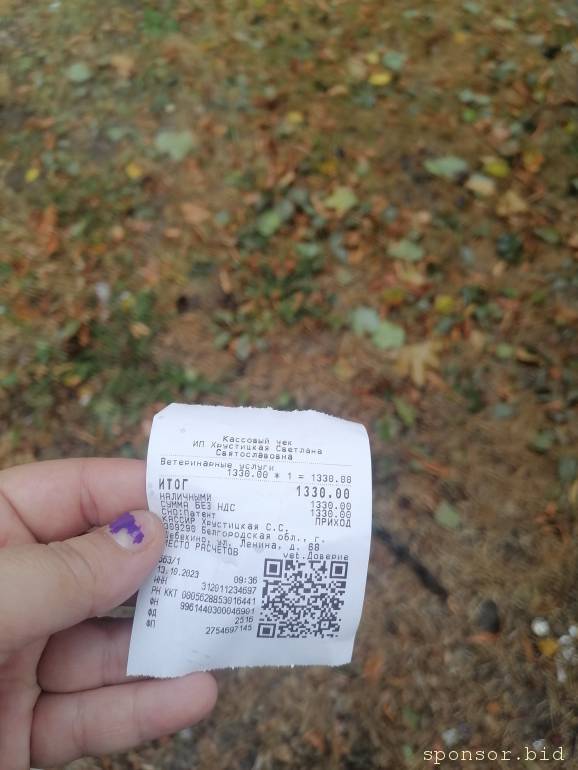 Кассовый чек
ИП Хрустицкая Светлана
Святославовна
Ветеринарные услуги
1330.00 * 1 = 1330.00
ИТОГ 1330.00
НАЛИЧНЫМИ 1330.00
СУММА БЕЗ НДС 1330.00
СНО:Патент ПРИХОД
КАССИР Хрустицкая С.С.
309290 Белгородская обл., г.
Шебекино, ул. Ленина, д. 68
МЕСТО РАСЧЕТОВ vet.Доверие
363/1
13.10.2023 09:36
ИНН 312011234697
РН ККТ 0005628853016441
ФН 9961440300046901
ФД 2516
ФП 2754697145
sponsor.bid